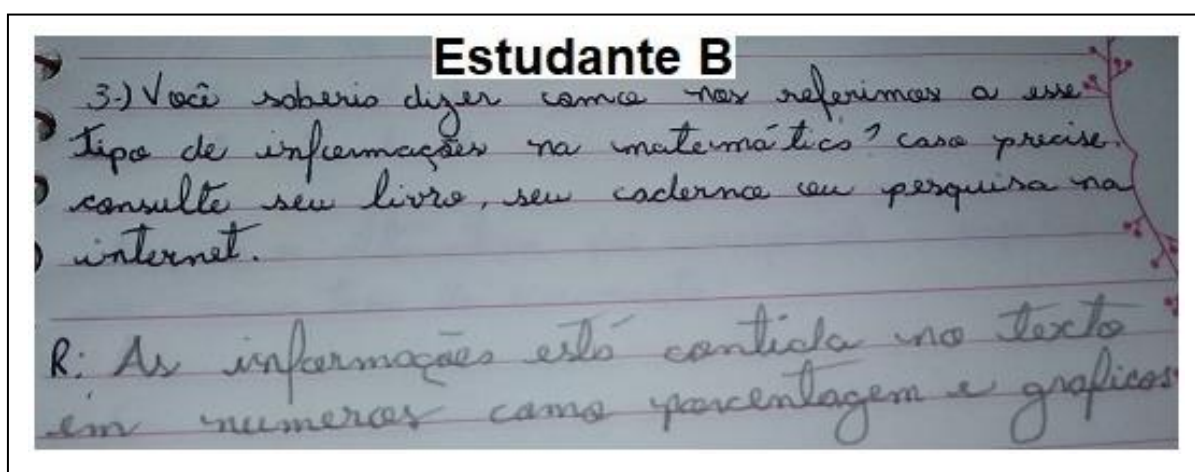 Estudante B
3-) Você saberia dizer como nos referimos a esse
tipo de informações na matemática? caso precise.
consulte seu livro, seu caderno ou pesquisa na
internet.
R: As informações está contida no texto
em numeros como porcentagem e graficos